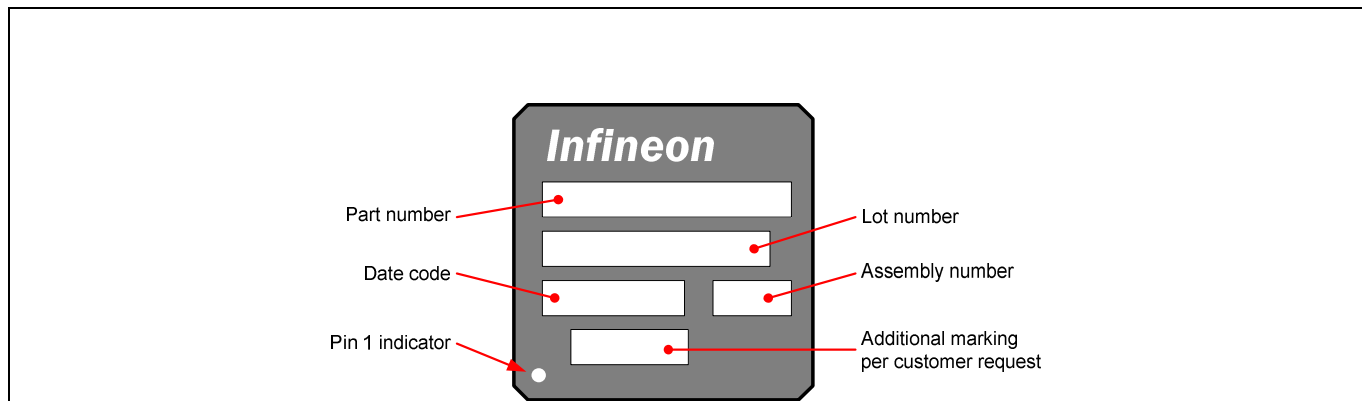 Infineon
Part number
Lot number
Date code
Assembly number
Pin 1 indicator
Additional marking
per customer request